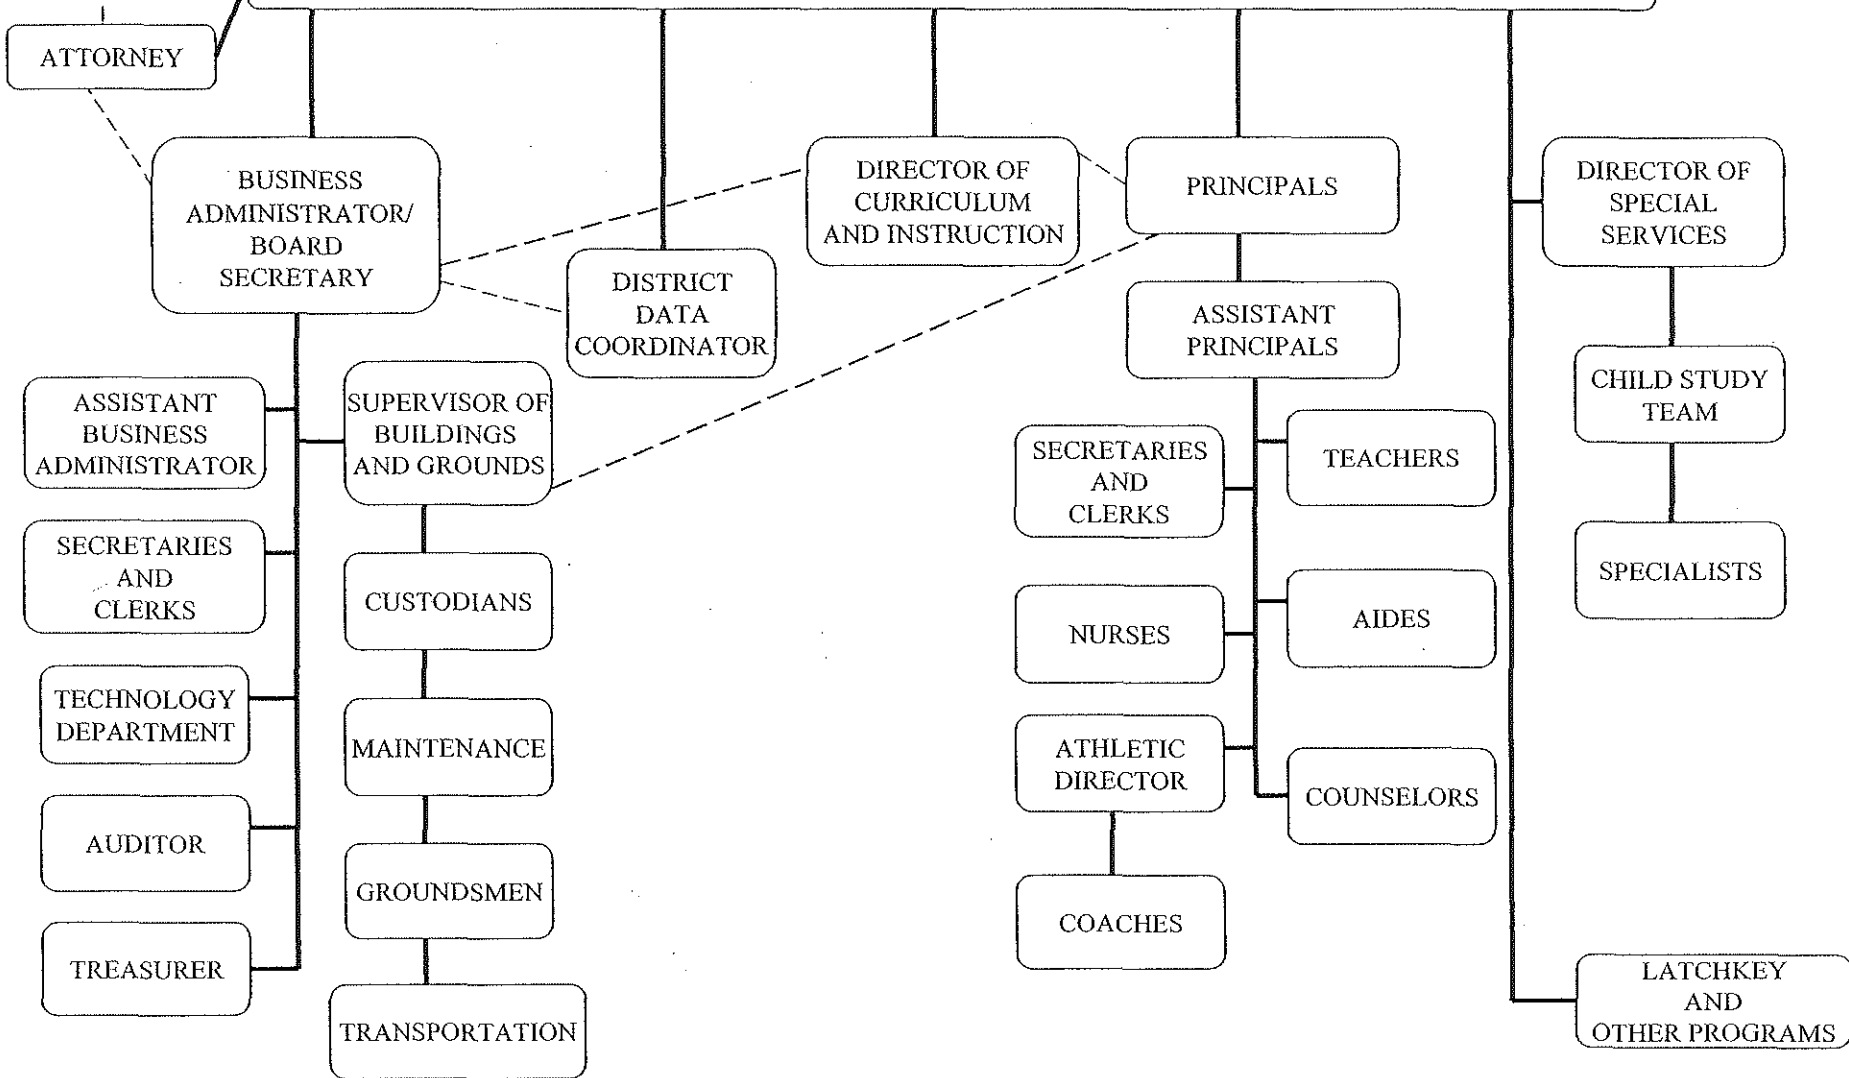 ATTORNEY
BUSINESS
ADMINISTRATOR/
BOARD
SECRETARY
DISTRICT
DATA
COORDINATOR
DIRECTOR OF
CURRICULUM
AND INSTRUCTION
PRINCIPALS
DIRECTOR OF
SPECIAL
SERVICES
ASSISTANT
PRINCIPALS
CHILD STUDY
TEAM
SPECIALISTS
ASSISTANT
BUSINESS
ADMINISTRATOR
SUPERVISOR OF
BUILDINGS
AND GROUNDS
SECRETARIES
AND
CLERKS
TECHNOLOGY
DEPARTMENT
AUDITOR
TREASURER
CUSTODIANS
MAINTENANCE
GROUNDSMEN
TRANSPORTATION
SECRETARIES
AND
CLERKS
TEACHERS
NURSES
AIDES
ATHLETIC
DIRECTOR
COUNSELORS
COACHES
LATCHKEY
AND
OTHER PROGRAMS